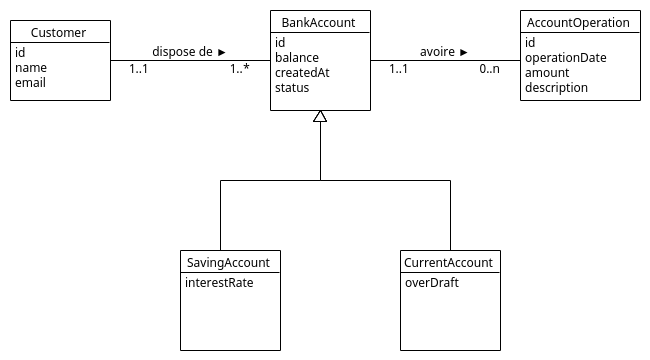 Customer
id
name
email
dispose de ►
1..1
1..*
BankAccount
id
balance
createdAt
status
avoire ►
1..1
0..n
AccountOperation
id
operationDate
amount
description
SavingAccount
interestRate
CurrentAccount
overDraft